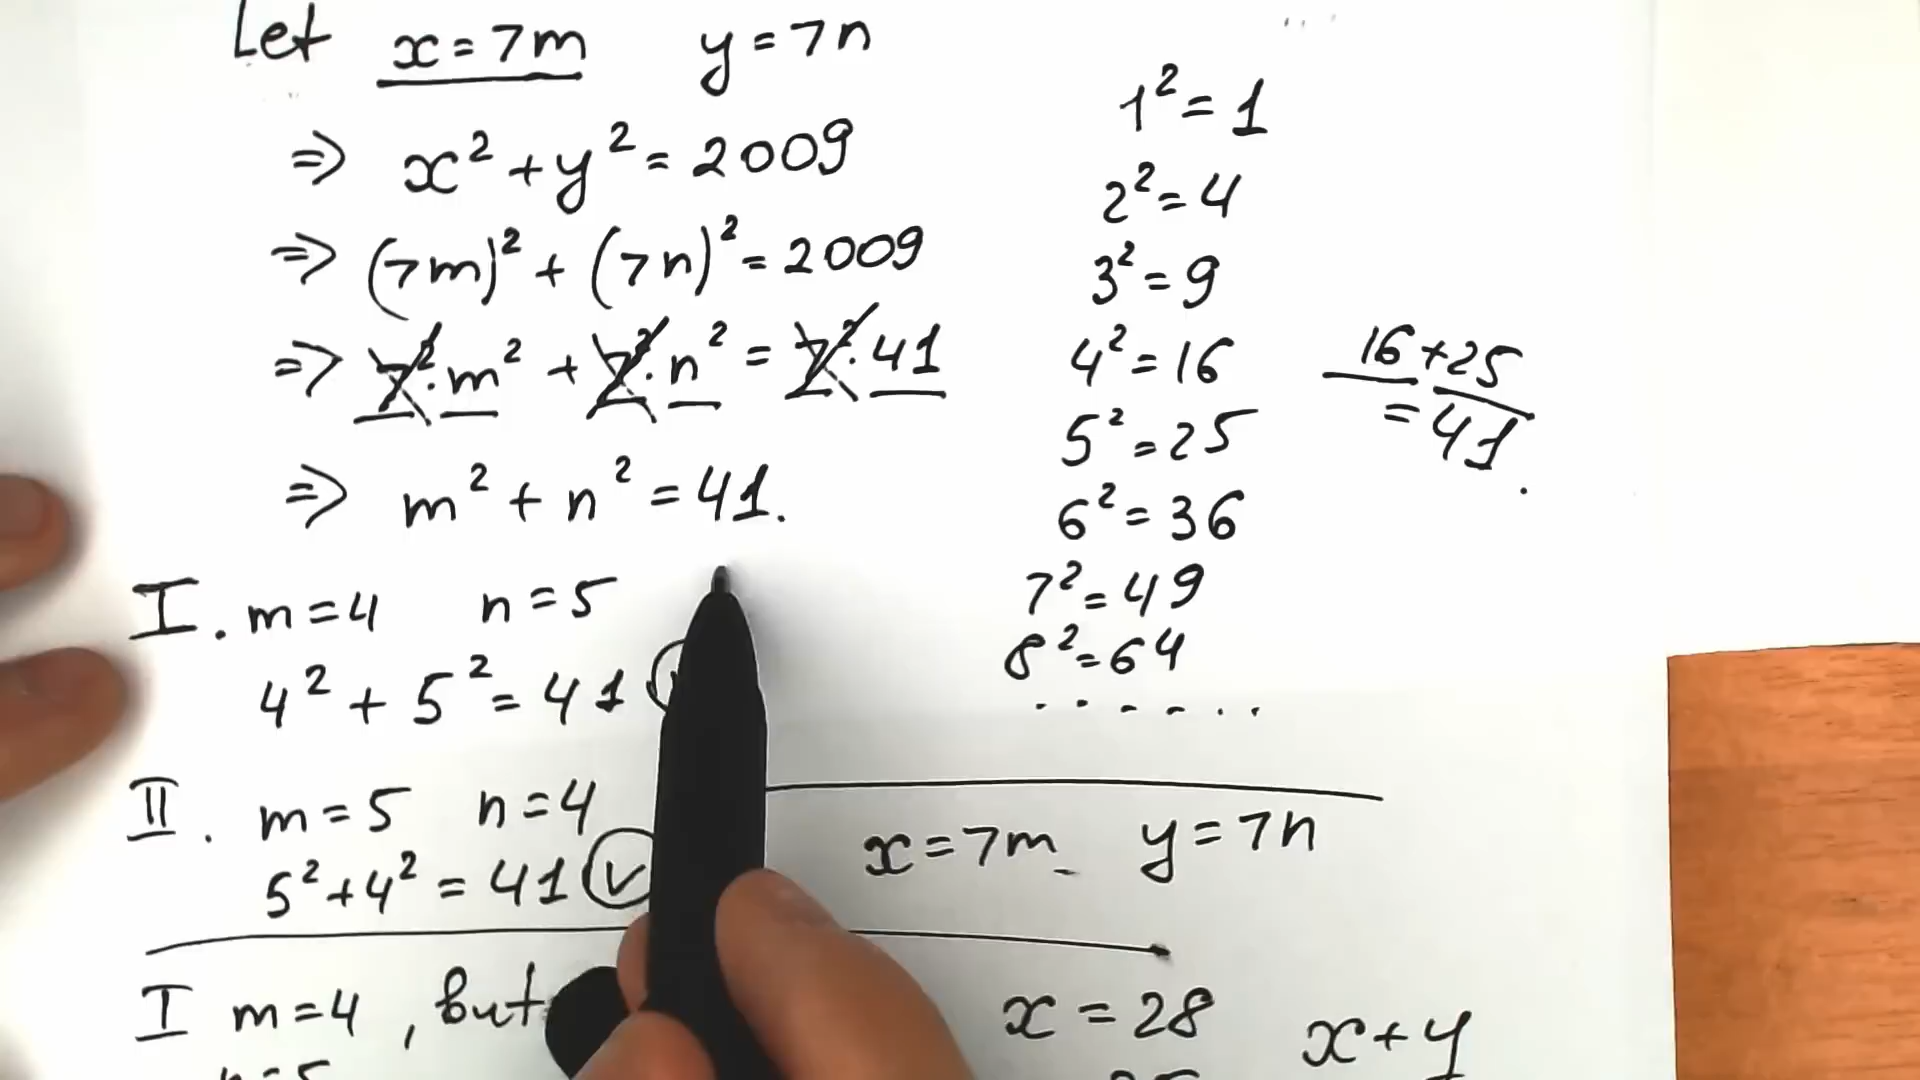 Let x=7m y=7n
⇒ x²+y²=2009
⇒ (7m)²+(7n)²=2009
⇒ 7²·m²+7²·n²=7²·41
⇒ m²+n²=41.
I. m=4 n=5
4²+5²=41
II. m=5 n=4
5²+4²=41 v
I m=4, but
n=5
1²=1
2²=4
3²=9
4²=16
5²=25
6²=36
7²=49
8²=64
......
16+25
=41.
x=7m y=7n
x=28
x+y